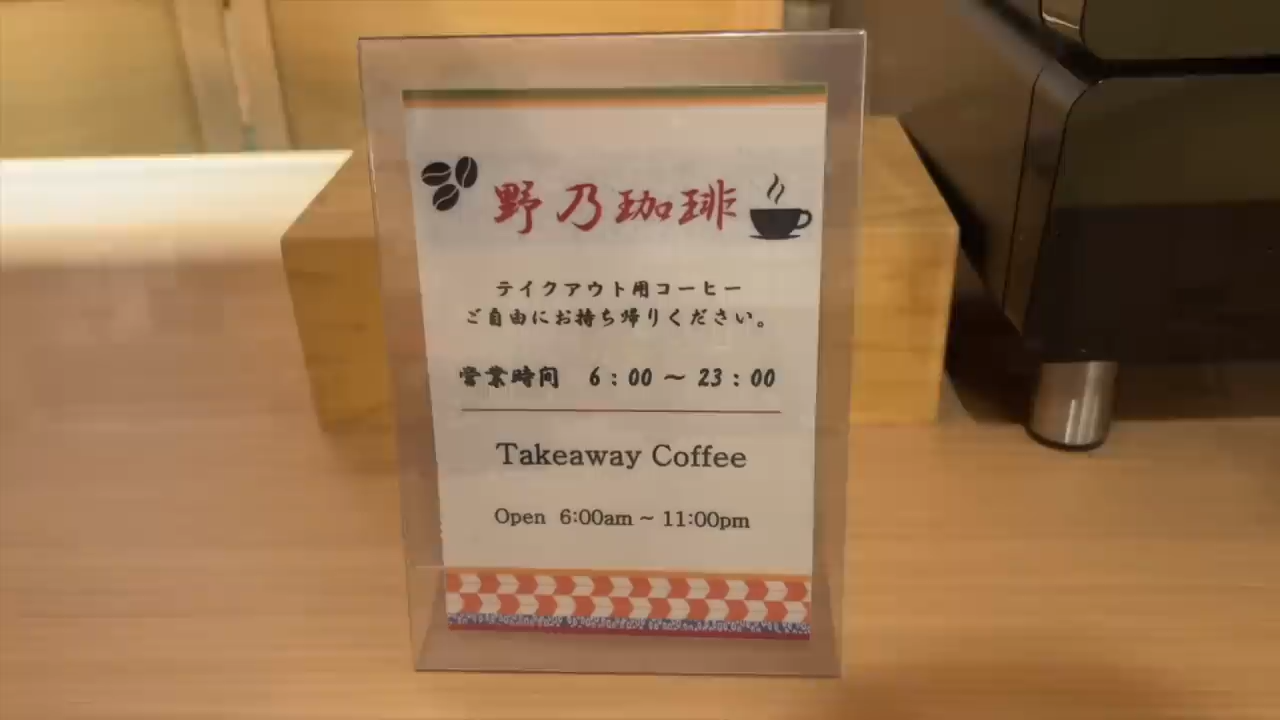 野乃珈琲
テイクアウト用コーヒー
ご自由にお持ち帰りください。
営業時間 6:00 ～ 23:00
Takeaway Coffee
Open 6:00am ~ 11:00pm